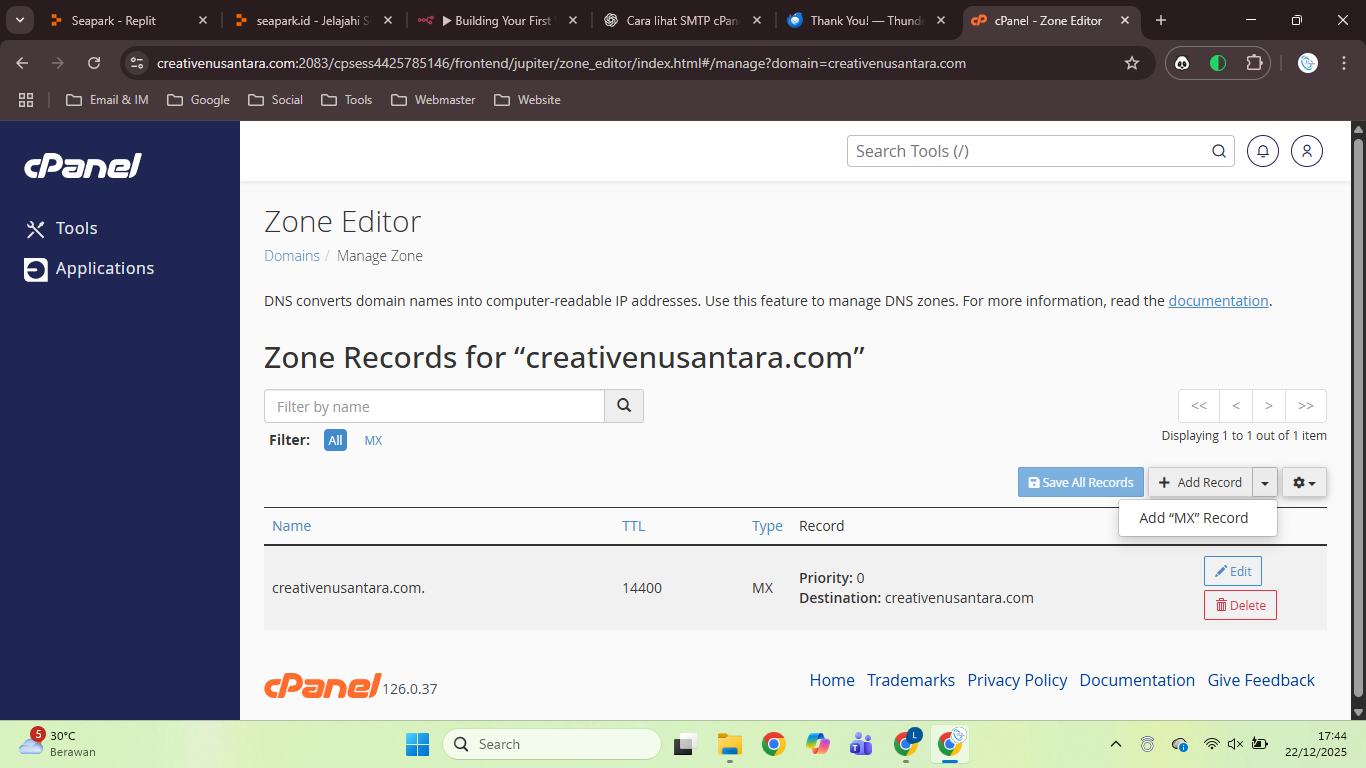 Seapark - Replit
seapark.id - Jelajahi S
▶ Building Your First
Cara lihat SMTP cPan
Thank You! — Thund
cPanel - Zone Editor
creativenusantara.com:2083/cpsess4425785146/frontend/jupiter/zone_editor/index.html#/manage?domain=creativenusantara.com
Email & IM
Google
Social
Tools
Webmaster
Website
cPanel
Search Tools (/)
Tools
Applications
Zone Editor
Domains / Manage Zone
DNS converts domain names into computer-readable IP addresses. Use this feature to manage DNS zones. For more information, read the documentation.
Zone Records for “creativenusantara.com”
Filter by name
<< < > >>
Filter: All MX
Displaying 1 to 1 out of 1 item
Save All Records
Add Record
Add “MX” Record
Name TTL Type Record
creativenusantara.com. 14400 MX
Priority: 0
Destination: creativenusantara.com
Edit
Delete
cPanel 126.0.37
Home Trademarks Privacy Policy Documentation Give Feedback
5
30°C
Berawan
Search
L
17:44
22/12/2025